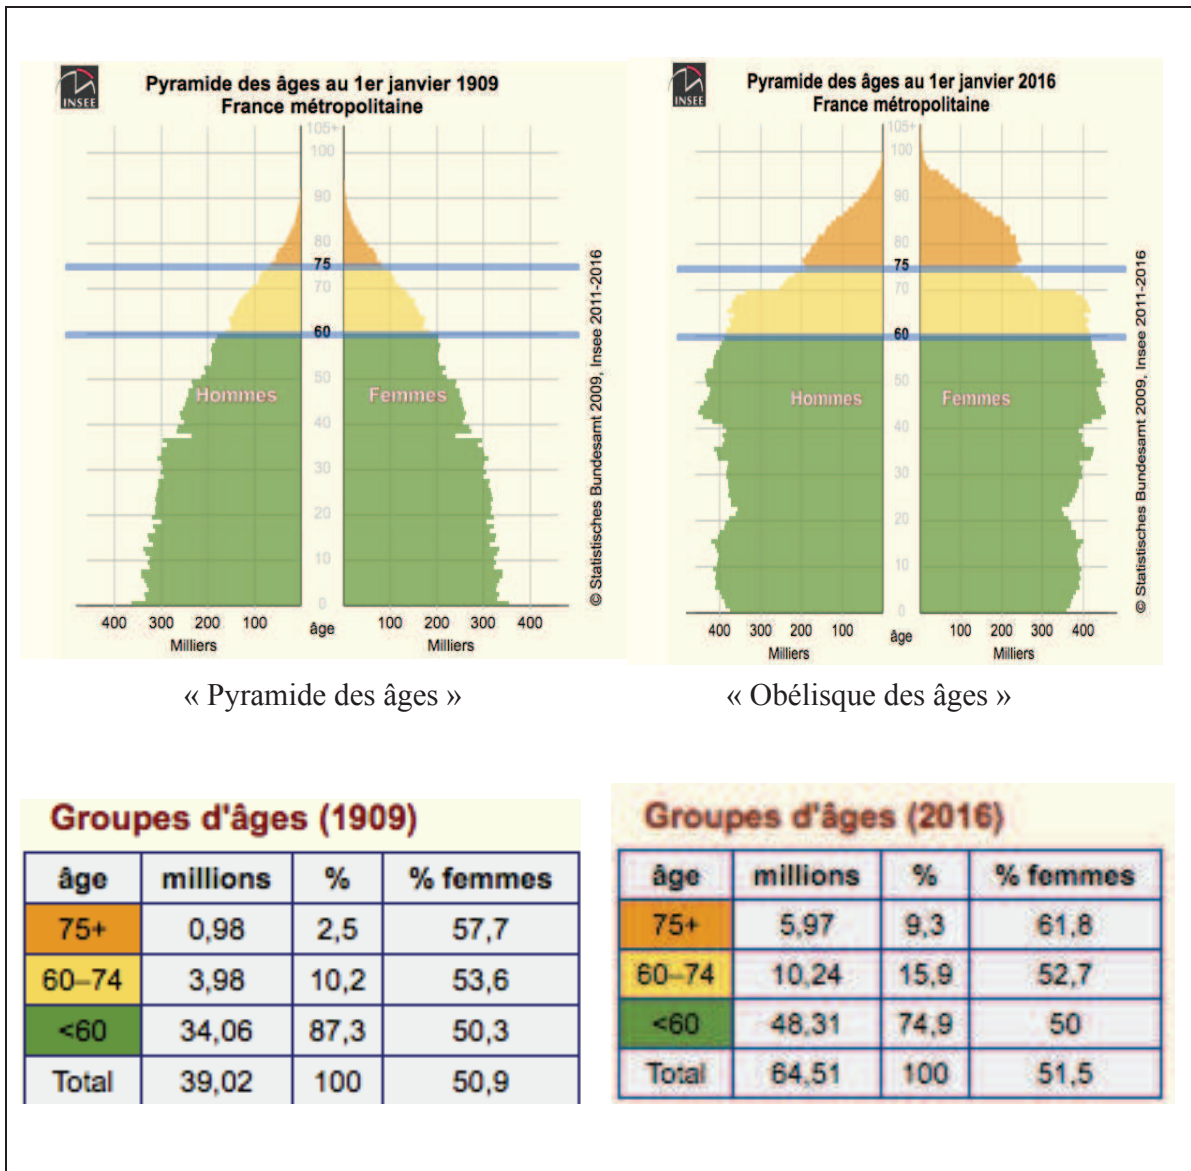 INSEE
Pyramide des âges au 1er janvier 1909
France métropolitaine
105+
100
90
80
75
70
60
50
Hommes
Femmes
40
30
20
10
0
400 300 200 100 âge 100 200 300 400
Milliers Milliers
© Statistisches Bundesamt 2009, Insee 2011-2016
« Pyramide des âges »
INSEE
Pyramide des âges au 1er janvier 2016
France métropolitaine
105+
100
90
80
75
70
60
50
Hommes
Femmes
40
30
20
10
0
400 300 200 100 âge 100 200 300 400
Milliers Milliers
© Statistisches Bundesamt 2009, Insee 2011-2016
« Obélisque des âges »
Groupes d'âges (1909)
âge millions % % femmes
75+ 0,98 2,5 57,7
60–74 3,98 10,2 53,6
<60 34,06 87,3 50,3
Total 39,02 100 50,9
Groupes d'âges (2016)
âge millions % % femmes
75+ 5,97 9,3 61,8
60–74 10,24 15,9 52,7
<60 48,31 74,9 50
Total 64,51 100 51,5